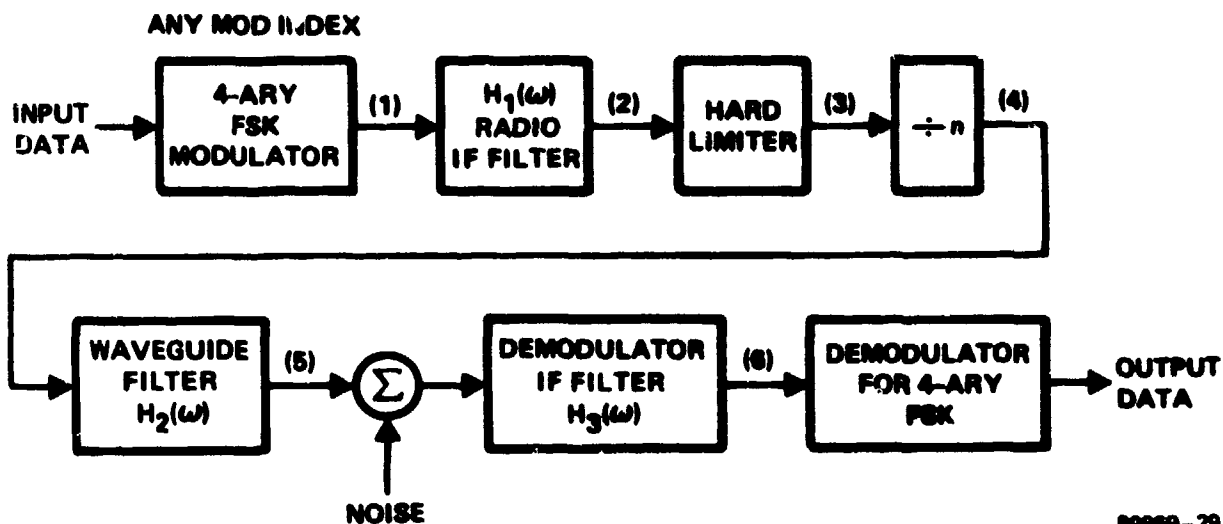 ANY MOD INDEX
INPUT
DATA
4-ARY
FSK
MODULATOR
(1)
H₁(ω)
RADIO
IF FILTER
(2)
HARD
LIMITER
(3)
÷ n
(4)
WAVEGUIDE
FILTER
H₂(ω)
(5)
Σ
NOISE
DEMODULATOR
IF FILTER
H₃(ω)
(6)
DEMODULATOR
FOR 4-ARY
OUTPUT
DATA